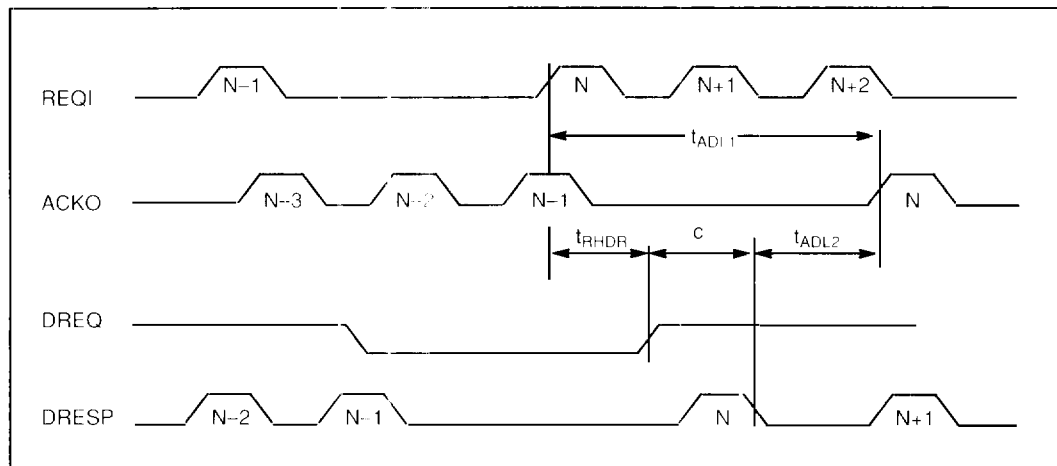 REQI N-1 N N+1 N+2
tADL1
ACKO N-3 N-2 N-1 N
tRHDR c tADL2
DREQ
DRESP N-2 N-1 N N+1